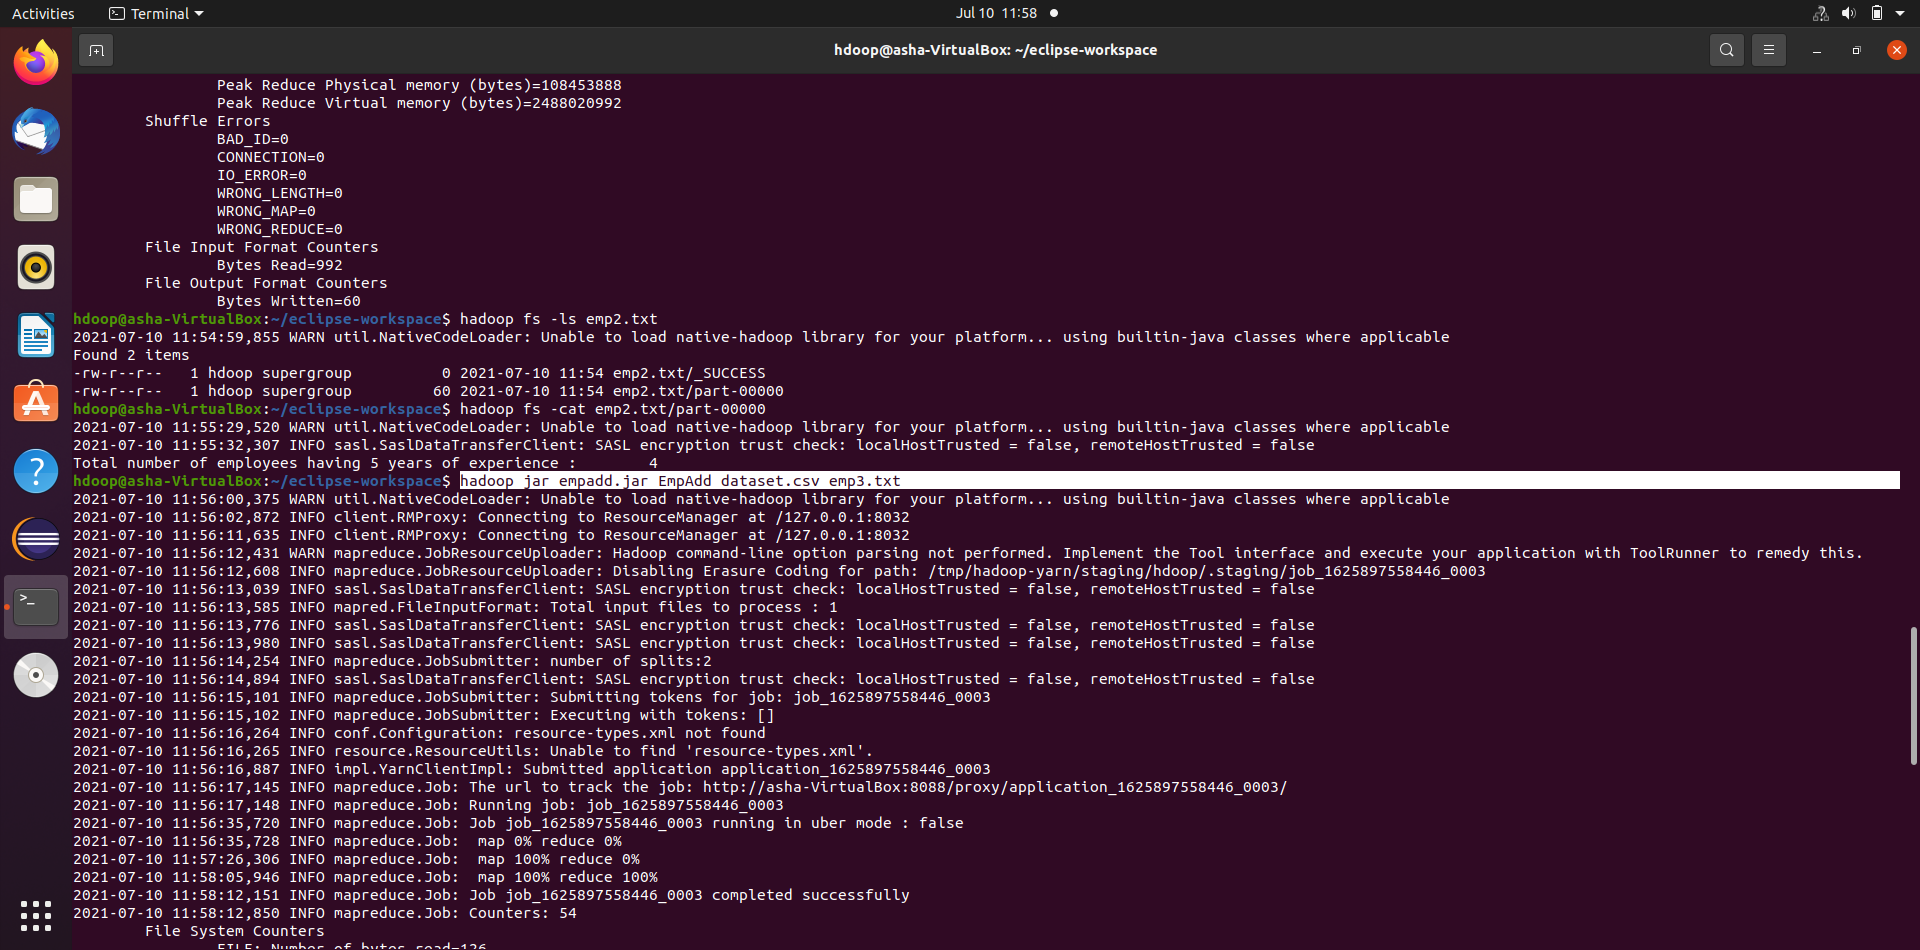 Activities Terminal Jul 10 11:58
hdoop@asha-VirtualBox: ~/eclipse-workspace
Peak Reduce Physical memory (bytes)=108453888
Peak Reduce Virtual memory (bytes)=2488020992
Shuffle Errors
BAD_ID=0
CONNECTION=0
IO_ERROR=0
WRONG_LENGTH=0
WRONG_MAP=0
WRONG_REDUCE=0
File Input Format Counters
Bytes Read=992
File Output Format Counters
Bytes Written=60
hdoop@asha-VirtualBox:~/eclipse-workspace$ hadoop fs -ls emp2.txt
2021-07-10 11:54:59,855 WARN util.NativeCodeLoader: Unable to load native-hadoop library for your platform... using builtin-java classes where applicable
Found 2 items
-rw-r--r-- 1 hdoop supergroup 0 2021-07-10 11:54 emp2.txt/_SUCCESS
-rw-r--r-- 1 hdoop supergroup 60 2021-07-10 11:54 emp2.txt/part-00000
hdoop@asha-VirtualBox:~/eclipse-workspace$ hadoop fs -cat emp2.txt/part-00000
2021-07-10 11:55:29,520 WARN util.NativeCodeLoader: Unable to load native-hadoop library for your platform... using builtin-java classes where applicable
2021-07-10 11:55:32,307 INFO sasl.SaslDataTransferClient: SASL encryption trust check: localHostTrusted = false, remoteHostTrusted = false
Total number of employees having 5 years of experience : 4
hdoop@asha-VirtualBox:~/eclipse-workspace$ hadoop jar empadd.jar EmpAdd dataset.csv emp3.txt
2021-07-10 11:56:00,375 WARN util.NativeCodeLoader: Unable to load native-hadoop library for your platform... using builtin-java classes where applicable
2021-07-10 11:56:02,872 INFO client.RMProxy: Connecting to ResourceManager at /127.0.0.1:8032
2021-07-10 11:56:11,635 INFO client.RMProxy: Connecting to ResourceManager at /127.0.0.1:8032
2021-07-10 11:56:12,431 WARN mapreduce.JobResourceUploader: Hadoop command-line option parsing not performed. Implement the Tool interface and execute your application with ToolRunner to remedy this.
2021-07-10 11:56:12,608 INFO mapreduce.JobResourceUploader: Disabling Erasure Coding for path: /tmp/hadoop-yarn/staging/hdoop/.staging/job_1625897558446_0003
2021-07-10 11:56:13,039 INFO sasl.SaslDataTransferClient: SASL encryption trust check: localHostTrusted = false, remoteHostTrusted = false
2021-07-10 11:56:13,585 INFO mapred.FileInputFormat: Total input files to process : 1
2021-07-10 11:56:13,776 INFO sasl.SaslDataTransferClient: SASL encryption trust check: localHostTrusted = false, remoteHostTrusted = false
2021-07-10 11:56:13,980 INFO sasl.SaslDataTransferClient: SASL encryption trust check: localHostTrusted = false, remoteHostTrusted = false
2021-07-10 11:56:14,254 INFO mapreduce.JobSubmitter: number of splits:2
2021-07-10 11:56:14,894 INFO sasl.SaslDataTransferClient: SASL encryption trust check: localHostTrusted = false, remoteHostTrusted = false
2021-07-10 11:56:15,101 INFO mapreduce.JobSubmitter: Submitting tokens for job: job_1625897558446_0003
2021-07-10 11:56:15,102 INFO mapreduce.JobSubmitter: Executing with tokens: []
2021-07-10 11:56:16,264 INFO conf.Configuration: resource-types.xml not found
2021-07-10 11:56:16,265 INFO resource.ResourceUtils: Unable to find 'resource-types.xml'.
2021-07-10 11:56:16,887 INFO impl.YarnClientImpl: Submitted application application_1625897558446_0003
2021-07-10 11:56:17,145 INFO mapreduce.Job: The url to track the job: http://asha-VirtualBox:8088/proxy/application_1625897558446_0003/
2021-07-10 11:56:17,148 INFO mapreduce.Job: Running job: job_1625897558446_0003
2021-07-10 11:56:35,720 INFO mapreduce.Job: Job job_1625897558446_0003 running in uber mode : false
2021-07-10 11:56:35,728 INFO mapreduce.Job: map 0% reduce 0%
2021-07-10 11:57:26,306 INFO mapreduce.Job: map 100% reduce 0%
2021-07-10 11:58:05,946 INFO mapreduce.Job: map 100% reduce 100%
2021-07-10 11:58:12,151 INFO mapreduce.Job: Job job_1625897558446_0003 completed successfully
2021-07-10 11:58:12,850 INFO mapreduce.Job: Counters: 54
File System Counters
FILE: Number of bytes read=126